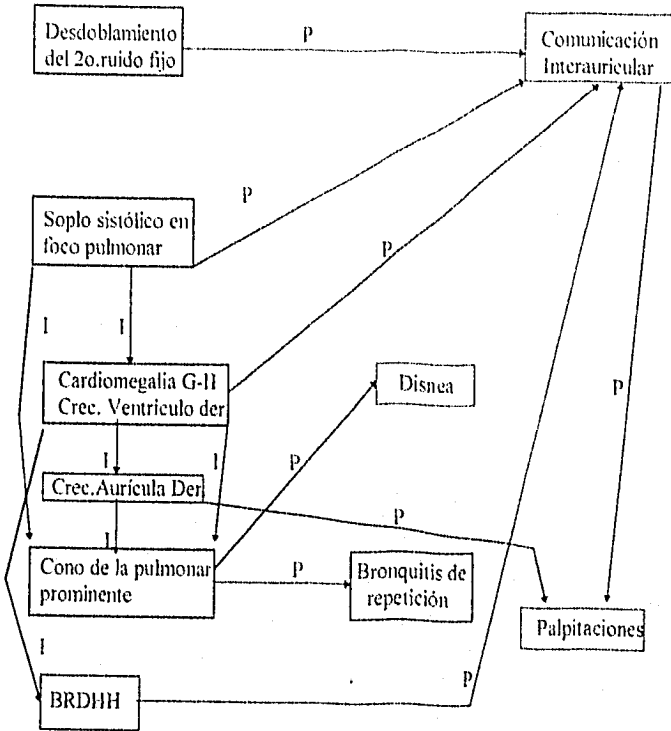 Desdoblamiento
del 2o.ruido fijo
P
Comunicación
Interauricular
P
Soplo sistólico en
foco pulmonar
P
I
I
Cardiomegalia G-II
Crec. Ventriculo der
Disnea
P
I
I
P
Crec.Aurícula Der.
P
I
Cono de la pulmonar
prominente
P
Bronquitis de
repetición
Palpitaciones
I
BRDHH
P